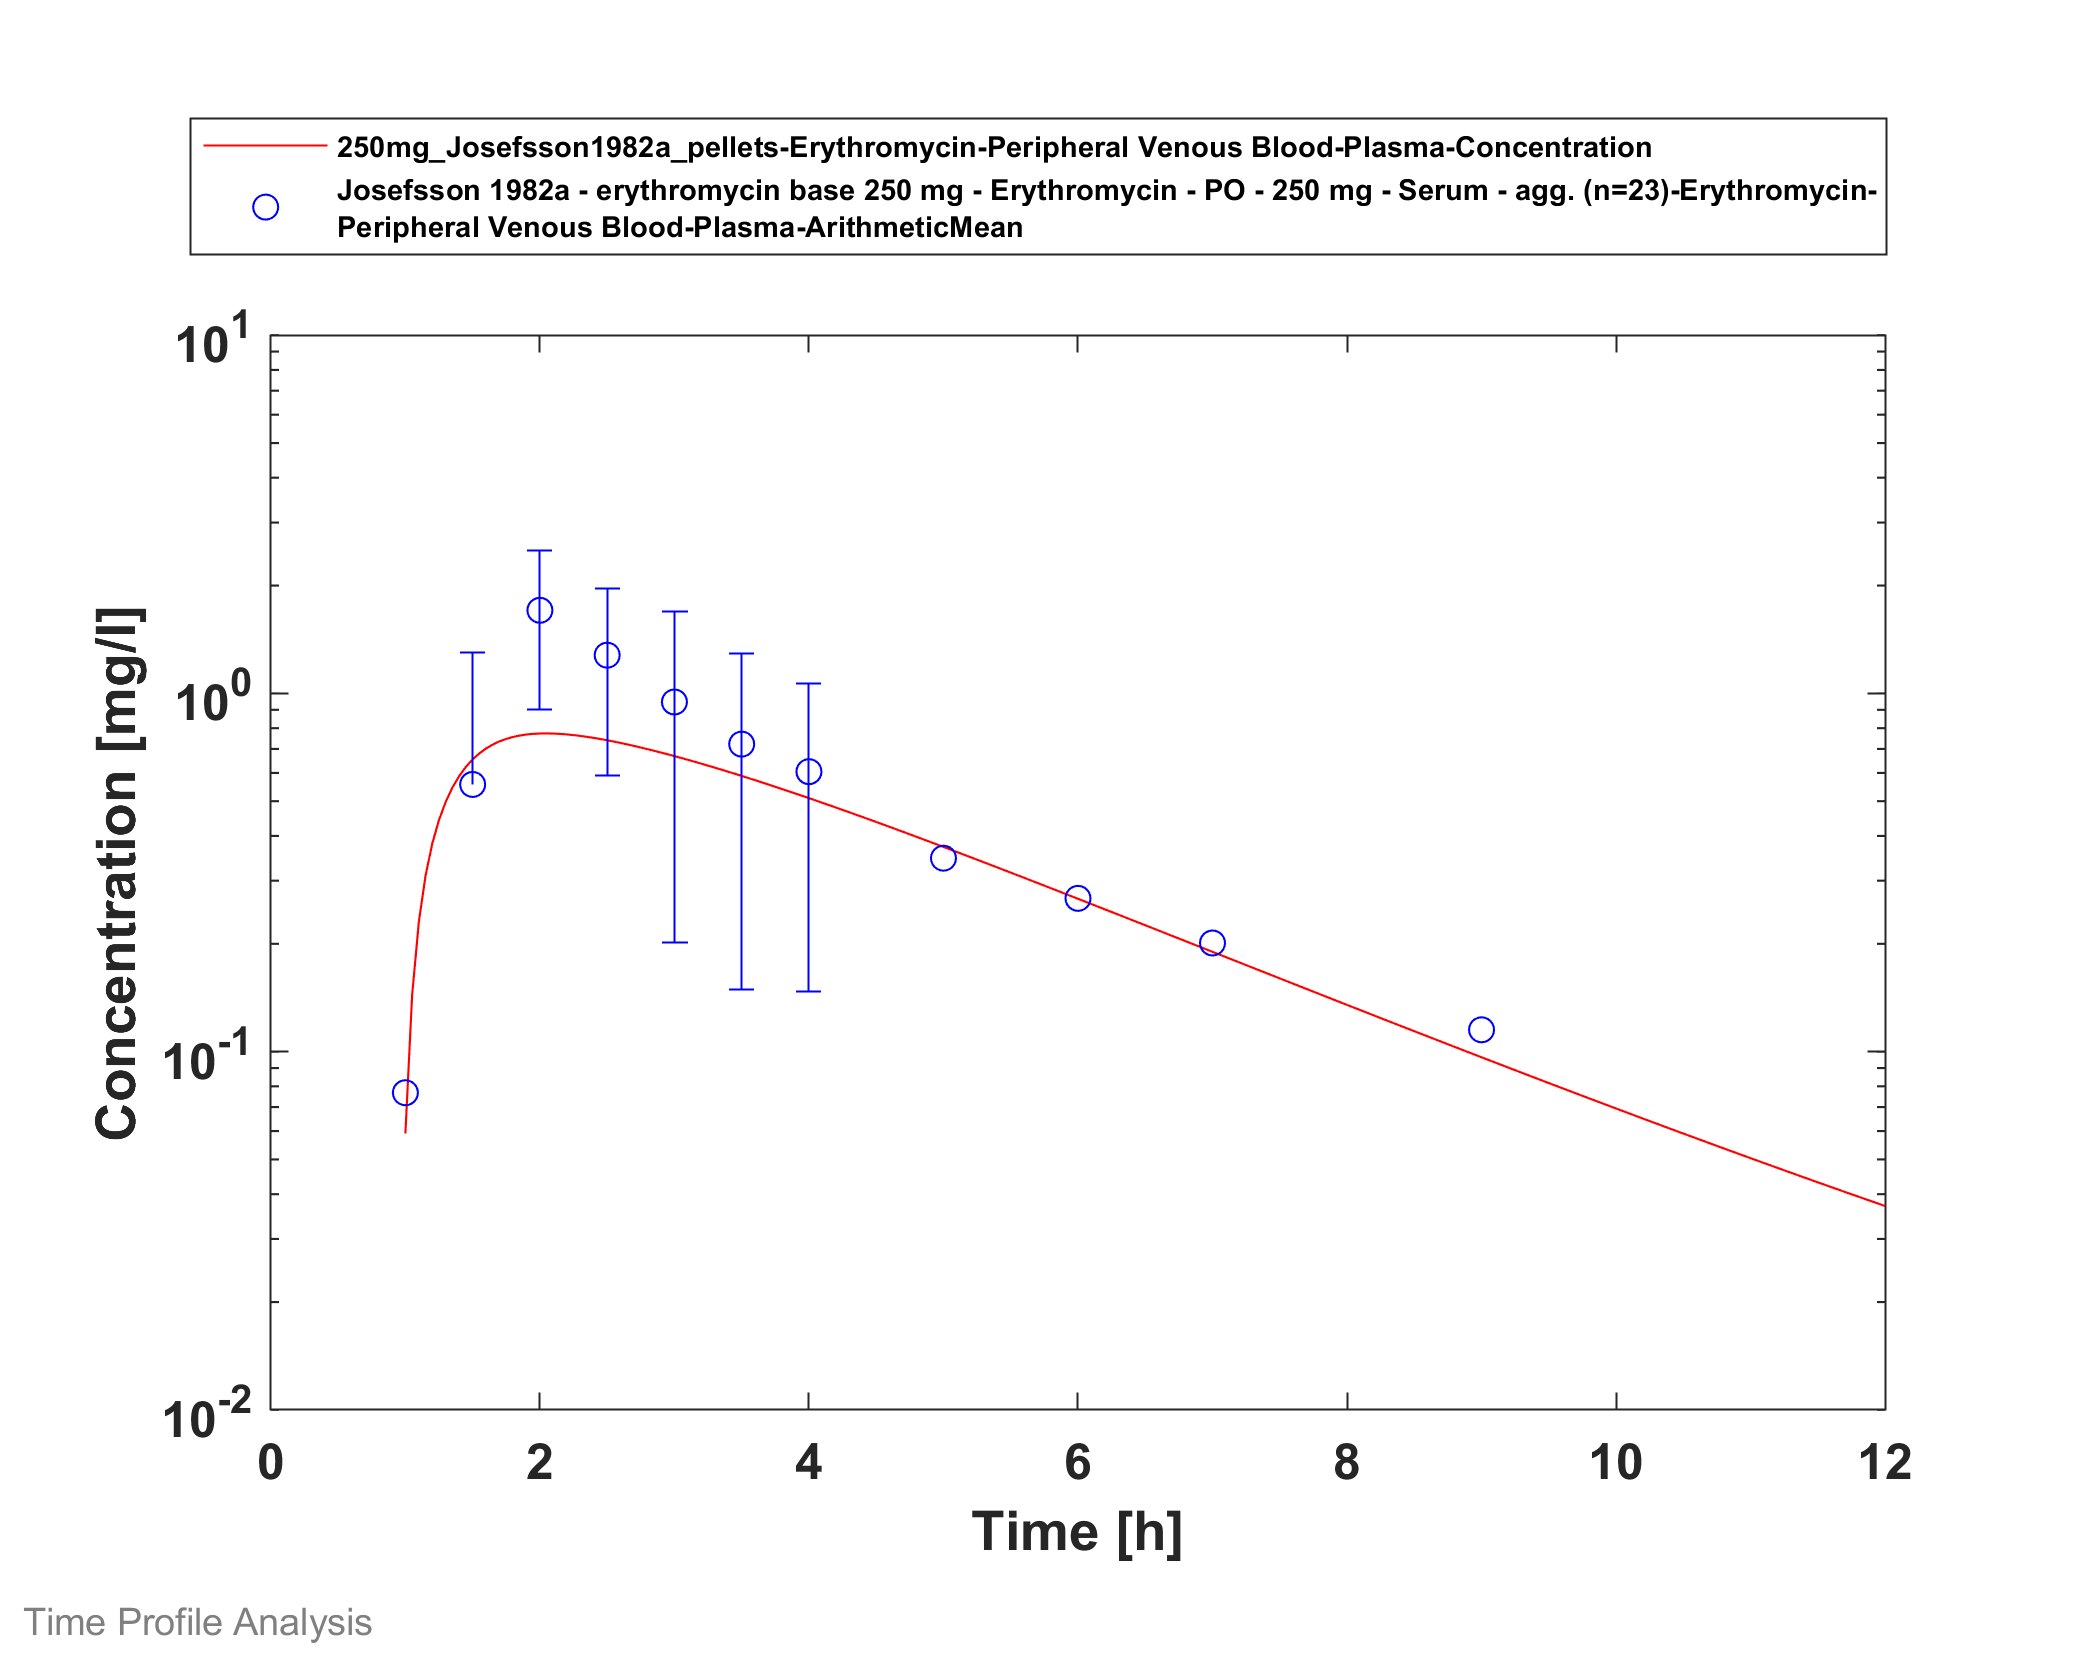 250mg_Josefsson1982a_pellets-Erythromycin-Peripheral Venous Blood-Plasma-Concentration
Josefsson 1982a - erythromycin base 250 mg - Erythromycin - PO - 250 mg - Serum - agg. (n=23)-Erythromycin-
Peripheral Venous Blood-Plasma-ArithmeticMean
10^1
10^0
10^-1
10^-2
Concentration [mg/l]
0 2 4 6 8 10 12
Time [h]
Time Profile Analysis